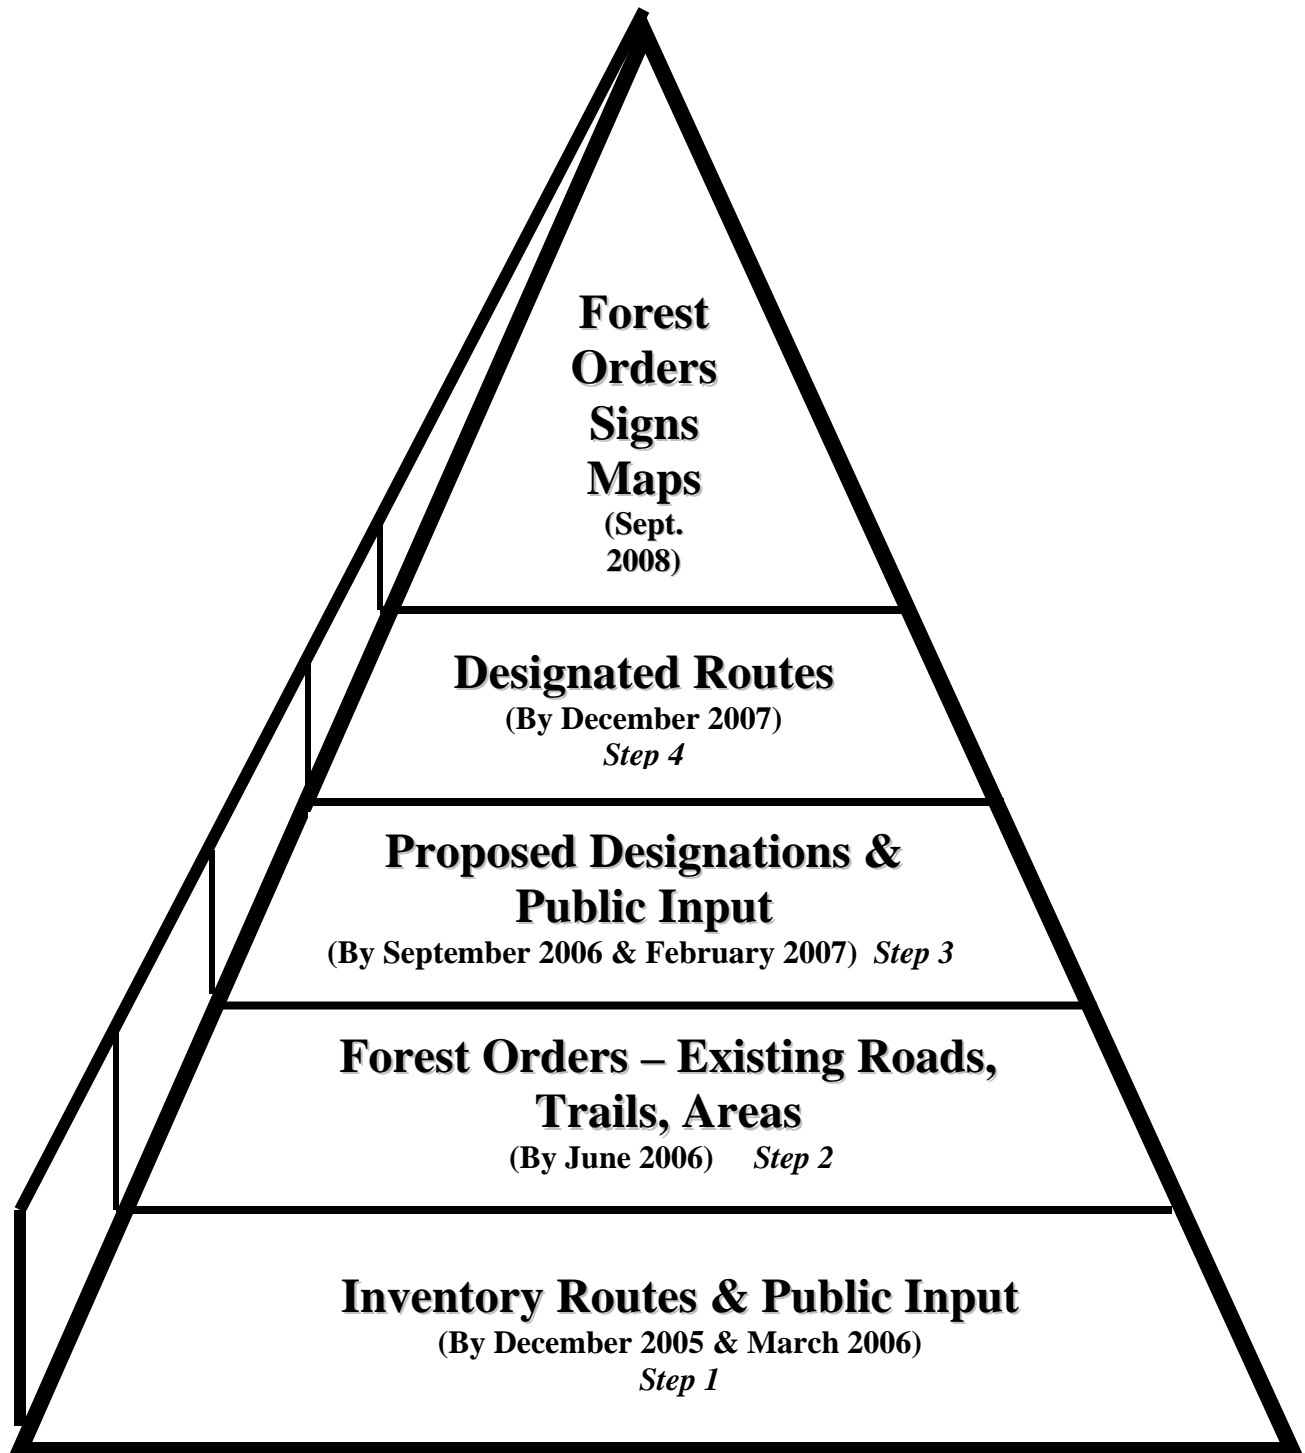 Forest
Orders
Signs
Maps
(Sept.
2008)
Designated Routes
(By December 2007)
Step 4
Proposed Designations &
Public Input
(By September 2006 & February 2007) Step 3
Forest Orders – Existing Roads,
Trails, Areas
(By June 2006) Step 2
Inventory Routes & Public Input
(By December 2005 & March 2006)
Step 1